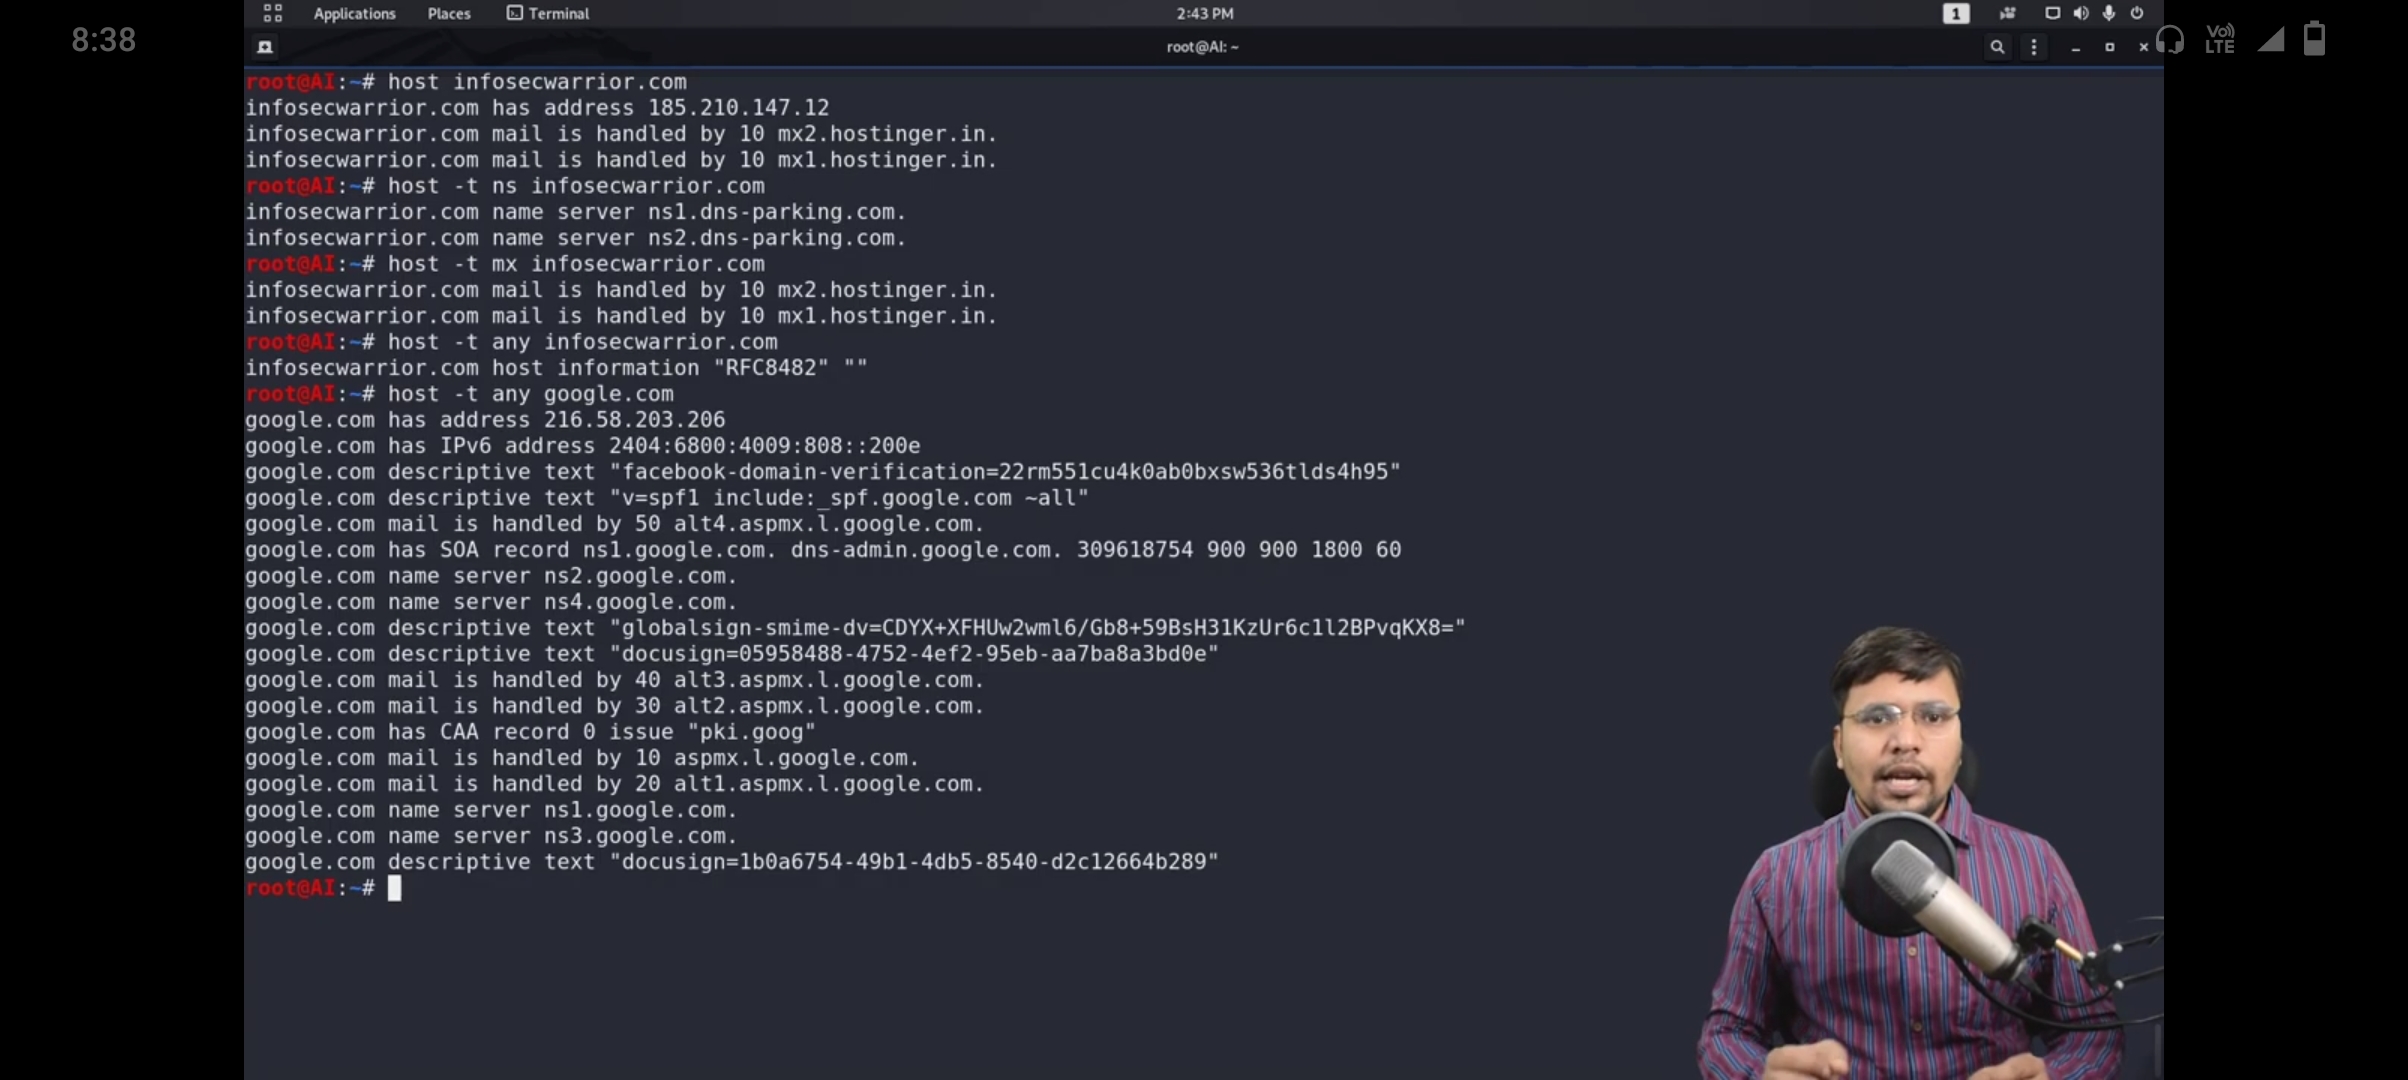 8:38
Applications Places Terminal 2:43 PM 1
Vo)) LTE
root@AI: ~
root@AI:~# host infosecwarrior.com
infosecwarrior.com has address 185.210.147.12
infosecwarrior.com mail is handled by 10 mx2.hostinger.in.
infosecwarrior.com mail is handled by 10 mx1.hostinger.in.
root@AI:~# host -t ns infosecwarrior.com
infosecwarrior.com name server ns1.dns-parking.com.
infosecwarrior.com name server ns2.dns-parking.com.
root@AI:~# host -t mx infosecwarrior.com
infosecwarrior.com mail is handled by 10 mx2.hostinger.in.
infosecwarrior.com mail is handled by 10 mx1.hostinger.in.
root@AI:~# host -t any infosecwarrior.com
infosecwarrior.com host information "RFC8482" ""
root@AI:~# host -t any google.com
google.com has address 216.58.203.206
google.com has IPv6 address 2404:6800:4009:808::200e
google.com descriptive text "facebook-domain-verification=22rm551cu4k0ab0bxsw536tlds4h95"
google.com descriptive text "v=spf1 include:_spf.google.com ~all"
google.com mail is handled by 50 alt4.aspmx.l.google.com.
google.com has SOA record ns1.google.com. dns-admin.google.com. 309618754 900 900 1800 60
google.com name server ns2.google.com.
google.com name server ns4.google.com.
google.com descriptive text "globalsign-smime-dv=CDYX+XFHUw2wml6/Gb8+59BsH31KzUr6c1l2BPvqKX8="
google.com descriptive text "docusign=05958488-4752-4ef2-95eb-aa7ba8a3bd0e"
google.com mail is handled by 40 alt3.aspmx.l.google.com.
google.com mail is handled by 30 alt2.aspmx.l.google.com.
google.com has CAA record 0 issue "pki.goog"
google.com mail is handled by 10 aspmx.l.google.com.
google.com mail is handled by 20 alt1.aspmx.l.google.com.
google.com name server ns1.google.com.
google.com name server ns3.google.com.
google.com descriptive text "docusign=1b0a6754-49b1-4db5-8540-d2c12664b289"
root@AI:~#